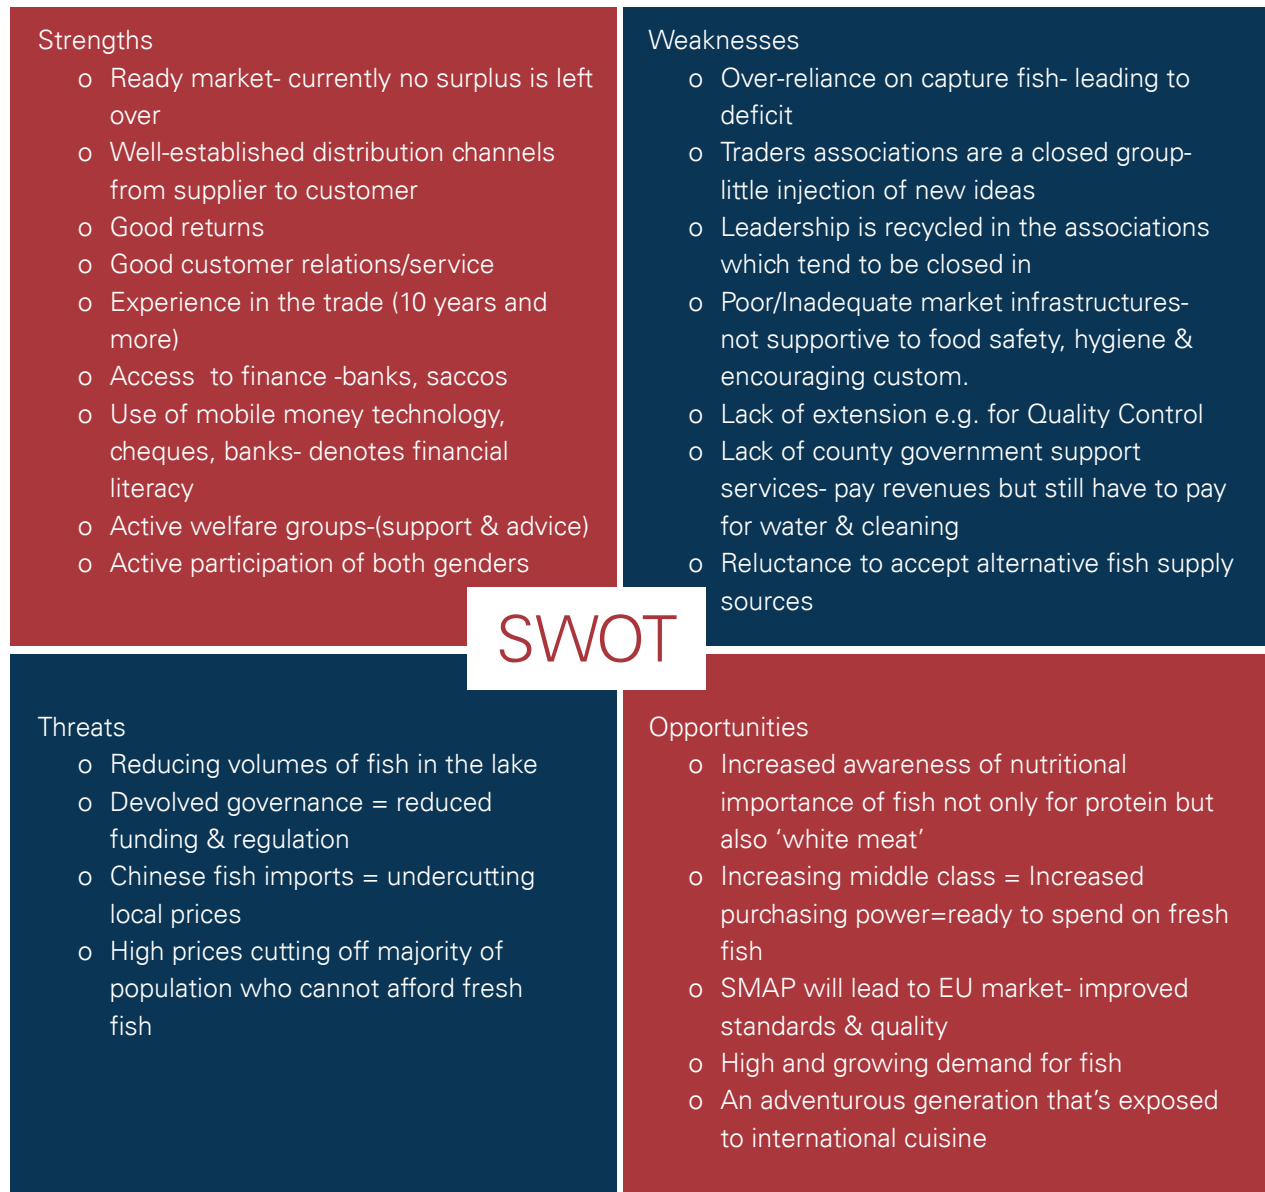 Strengths
o Ready market- currently no surplus is left
over
o Well-established distribution channels
from supplier to customer
o Good returns
o Good customer relations/service
o Experience in the trade (10 years and
more)
o Access  to finance -banks, saccos
o Use of mobile money technology,
cheques, banks- denotes financial
literacy
o Active welfare groups-(support & advice)
o Active participation of both genders
Weaknesses
o Over-reliance on capture fish- leading to
deficit
o Traders associations are a closed group-
little injection of new ideas
o Leadership is recycled in the associations
which tend to be closed in
o Poor/Inadequate market infrastructures-
not supportive to food safety, hygiene &
encouraging custom.
o Lack of extension e.g. for Quality Control
o Lack of county government support
services- pay revenues but still have to pay
for water & cleaning
o Reluctance to accept alternative fish supply
sources
SWOT
Threats
o Reducing volumes of fish in the lake
o Devolved governance = reduced
funding & regulation
o Chinese fish imports = undercutting
local prices
o High prices cutting off majority of
population who cannot afford fresh
fish
Opportunities
o Increased awareness of nutritional
importance of fish not only for protein but
also ‘white meat’
o Increasing middle class = Increased
purchasing power=ready to spend on fresh
fish
o SMAP will lead to EU market- improved
standards & quality
o High and growing demand for fish
o An adventurous generation that’s exposed
to international cuisine